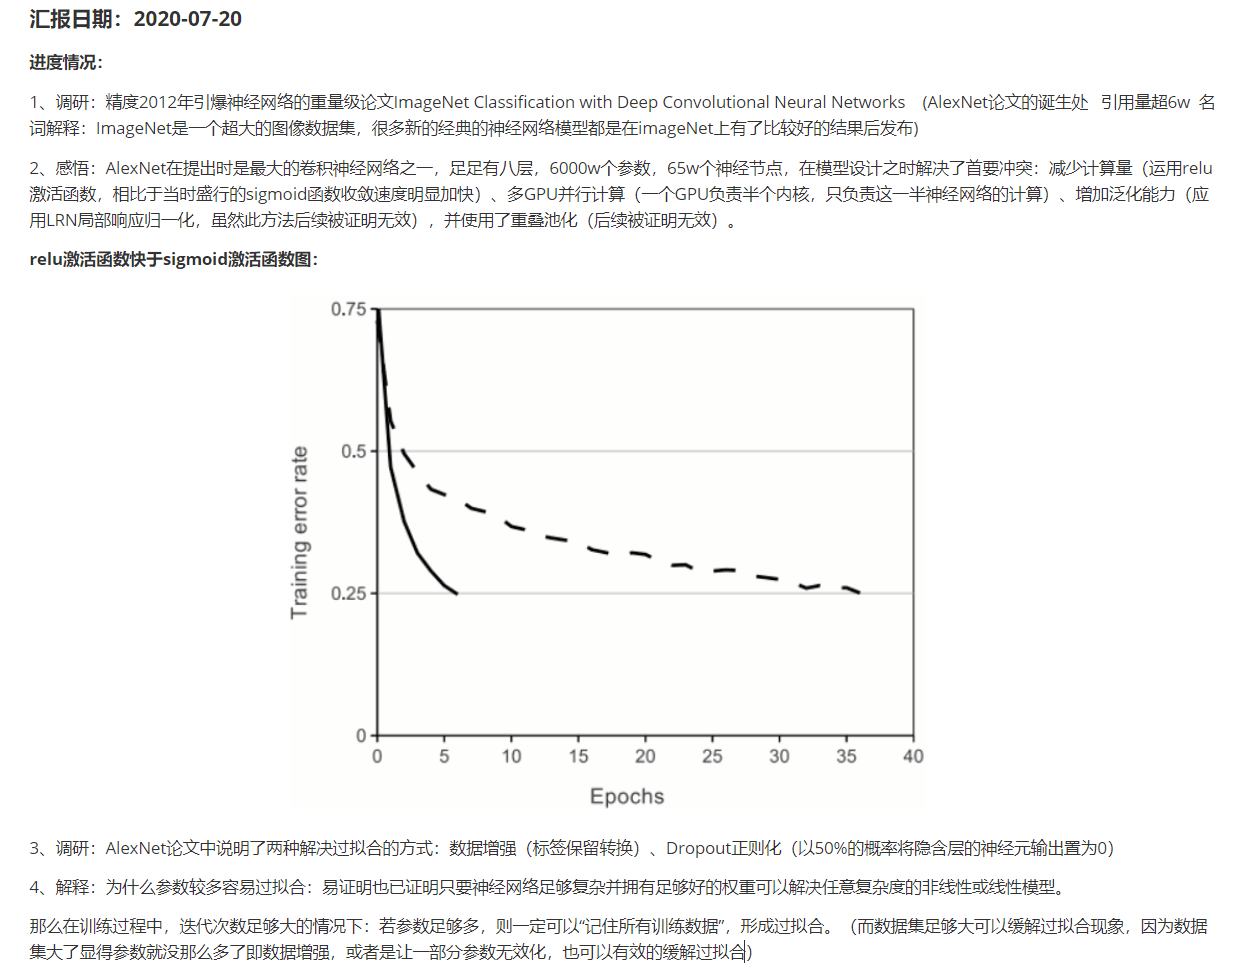 汇报日期：2020-07-20
进度情况：
1、调研：精度2012年引爆神经网络的重量级论文ImageNet Classification with Deep Convolutional Neural Networks （AlexNet论文的诞生处 引用量超6w 名
词解释：ImageNet是一个超大的图像数据集，很多新的经典的神经网络模型都是在imageNet上有了比较好的结果后发布）
2、感悟：AlexNet在提出时是最大的卷积神经网络之一，足足有八层，6000w个参数，65w个神经节点，在模型设计之时解决了首要冲突：减少计算量（运用relu
激活函数，相比于当时盛行的sigmoid函数收敛速度明显加快）、多GPU并行计算（一个GPU负责半个内核，只负责这一半神经网络的计算）、增加泛化能力（应
用LRN局部响应归一化，虽然此方法后续被证明无效），并使用了重叠池化（后续被证明无效）。
relu激活函数快于sigmoid激活函数图：
0.75
0.5
0.25
0
Training error rate
0 5 10 15 20 25 30 35 40
Epochs
3、调研：AlexNet论文中说明了两种解决过拟合的方式：数据增强（标签保留转换）、Dropout正则化（以50%的概率将隐含层的神经元输出置为0）
4、解释：为什么参数较多容易过拟合：易证明也已证明只要神经网络足够复杂并拥有足够好的权重可以解决任意复杂度的非线性或线性模型。
那么在训练过程中，迭代次数足够大的情况下：若参数足够多，则一定可以“记住所有训练数据”，形成过拟合。（而数据集足够大可以缓解过拟合现象，因为数据
集大了显得参数就没那么多了即数据增强，或者是让一部分参数无效化，也可以有效的缓解过拟合）